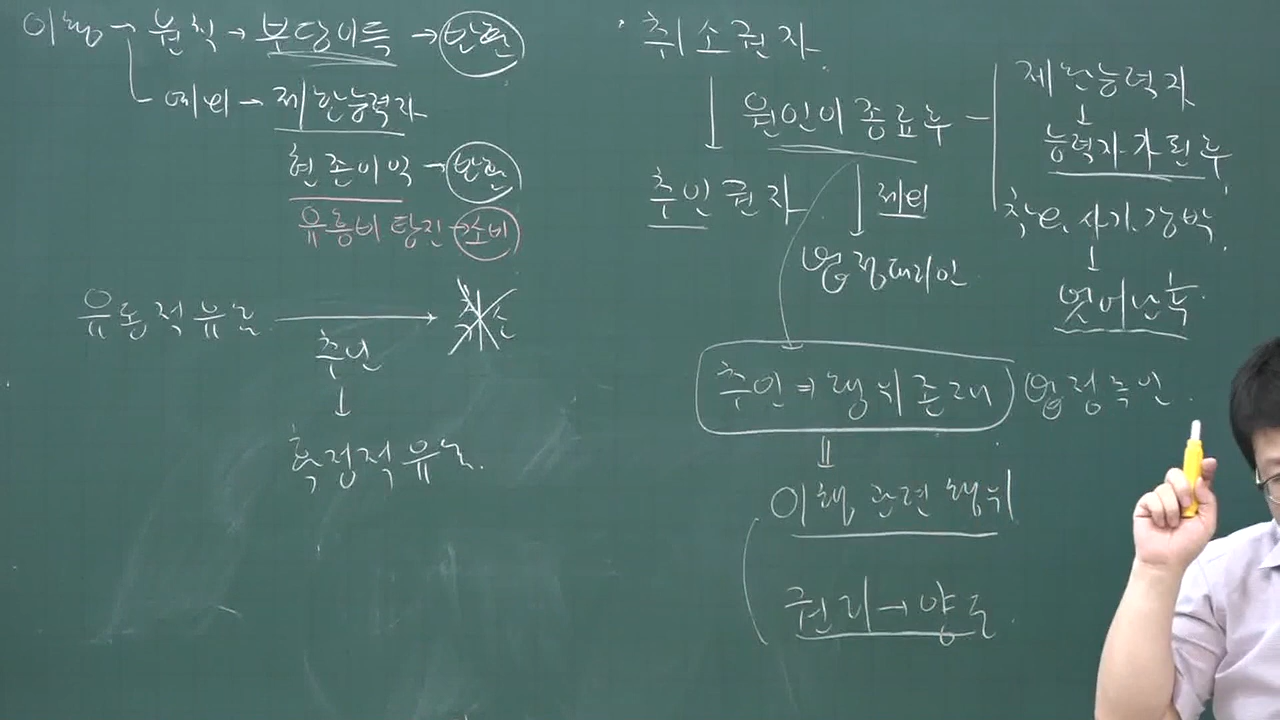 이행 → 원칙 → 부당이득 → 반환
예외 → 제한능력자
현존이익 → 반환
유흥비 탕진 → 소비
유동적유효 → 취소
추인
↓
확정적유효.
· 취소권자
↓ 원인이 종료후
제한능력자
↓
능력자가 된 후
착오, 사기, 강박
↓
벗어난 후.
추인권자 ↓ 제외
법정대리인
추인 ⇒ 행위존재 법정추인.
⇓
이행 관련 행위
권리 → 양도.